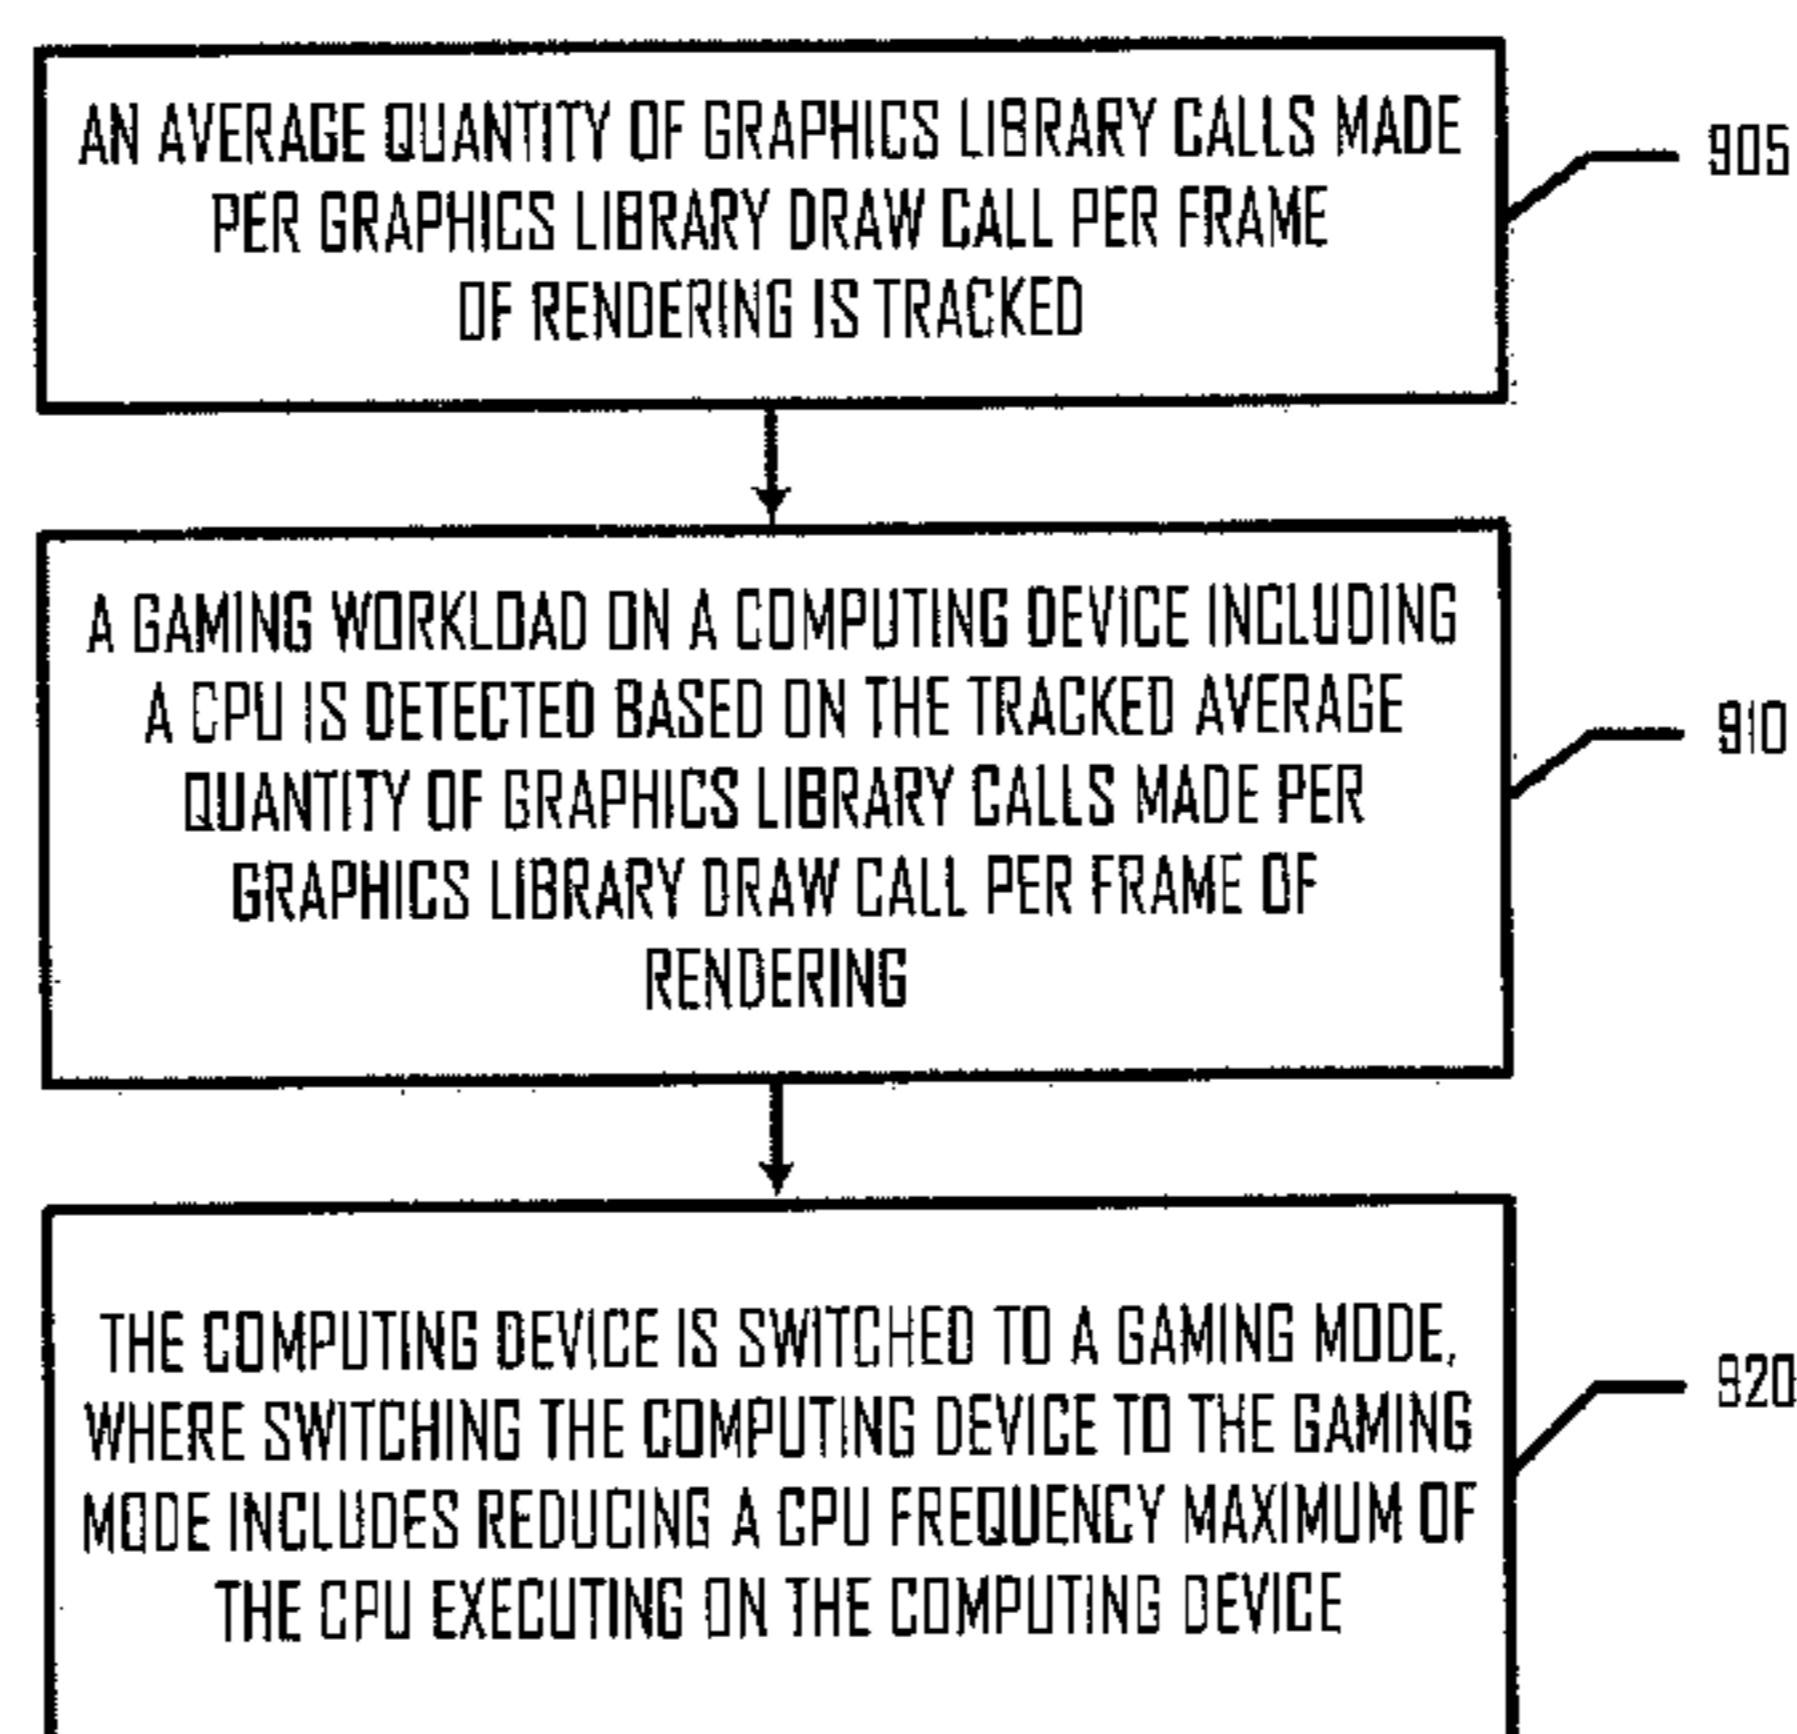 AN AVERAGE QUANTITY OF GRAPHICS LIBRARY CALLS MADE
PER GRAPHICS LIBRARY DRAW CALL PER FRAME
OF RENDERING IS TRACKED
905
A GAMING WORKLOAD ON A COMPUTING DEVICE INCLUDING
A CPU IS DETECTED BASED ON THE TRACKED AVERAGE
QUANTITY OF GRAPHICS LIBRARY CALLS MADE PER
GRAPHICS LIBRARY DRAW CALL PER FRAME OF
RENDERING
910
THE COMPUTING DEVICE IS SWITCHED TO A GAMING MODE,
WHERE SWITCHING THE COMPUTING DEVICE TO THE GAMING
MODE INCLUDES REDUCING A CPU FREQUENCY MAXIMUM OF
THE CPU EXECUTING ON THE COMPUTING DEVICE
920